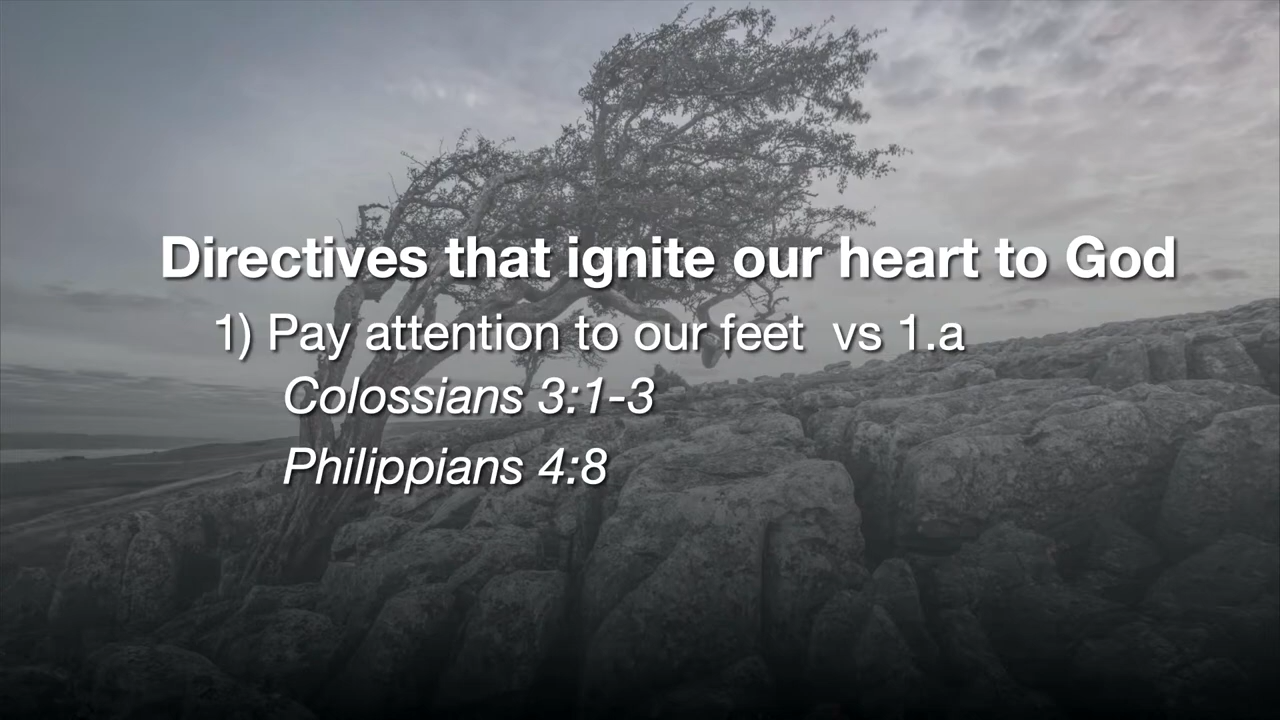 Directives that ignite our heart to God
1) Pay attention to our feet vs 1.a
Colossians 3:1-3
Philippians 4:8